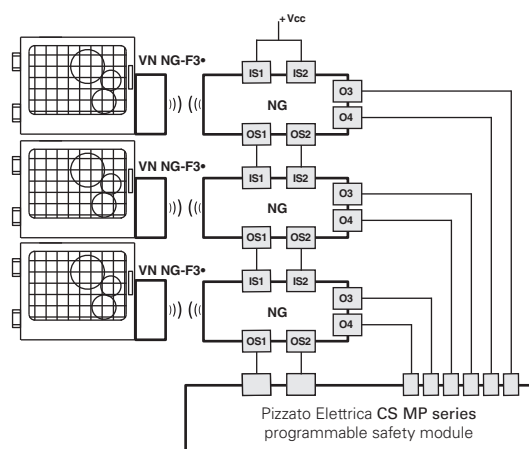 + Vcc
VN NG-F3•
IS1 IS2
O3
NG
O4
OS1 OS2
VN NG-F3•
IS1 IS2
O3
NG
O4
OS1 OS2
VN NG-F3•
IS1 IS2
O3
NG
O4
OS1 OS2
Pizzato Elettrica CS MP series
programmable safety module